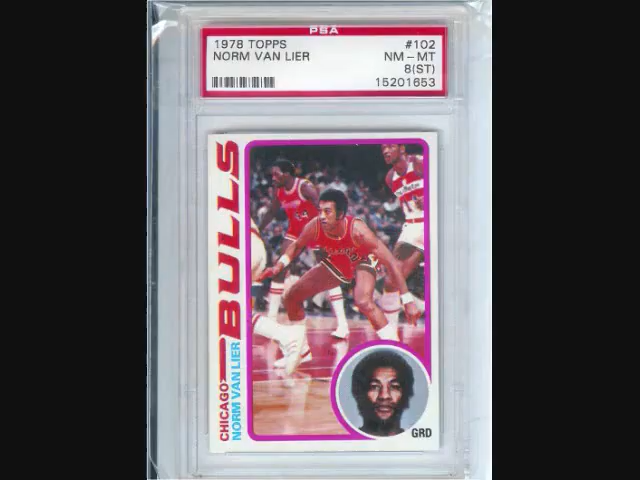 PSA
1978 TOPPS #102
NORM VAN LIER NM-MT
8(ST)
15201653
CHICAGO BULLS
NORM VAN LIER
GRD